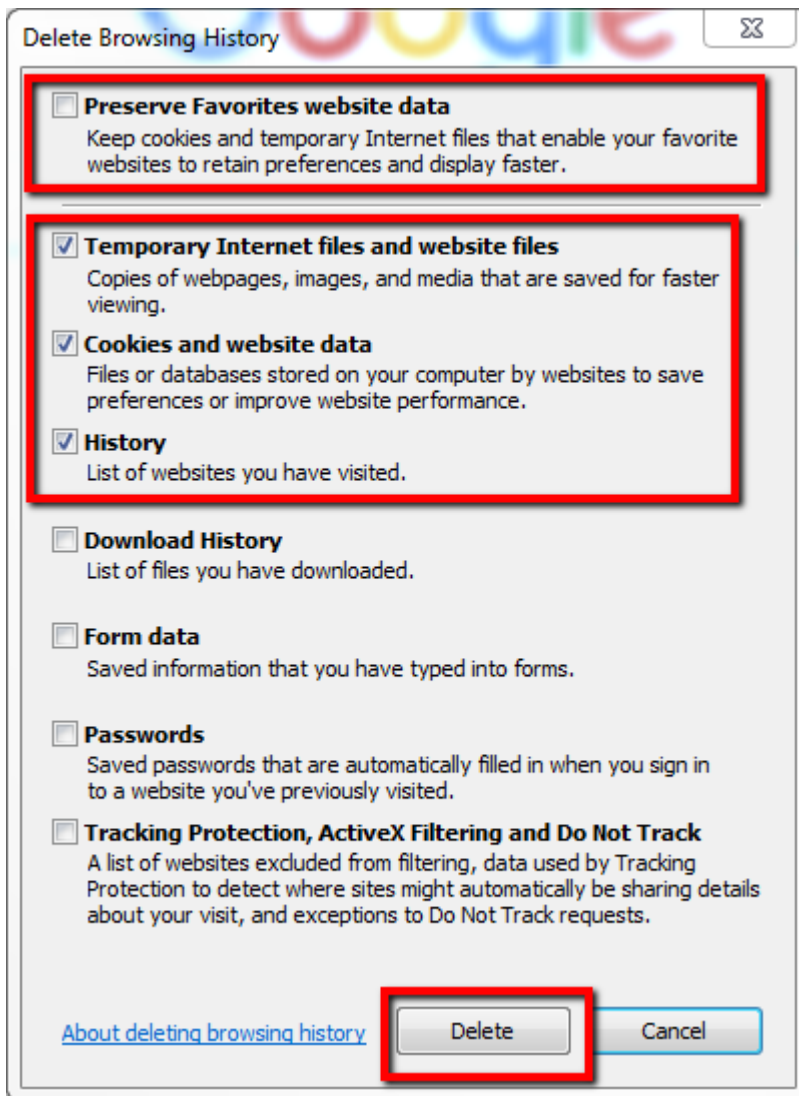 Google
Delete Browsing History
Preserve Favorites website data
Keep cookies and temporary Internet files that enable your favorite
websites to retain preferences and display faster.
Temporary Internet files and website files
Copies of webpages, images, and media that are saved for faster
viewing.
Cookies and website data
Files or databases stored on your computer by websites to save
preferences or improve website performance.
History
List of websites you have visited.
Download History
List of files you have downloaded.
Form data
Saved information that you have typed into forms.
Passwords
Saved passwords that are automatically filled in when you sign in
to a website you've previously visited.
Tracking Protection, ActiveX Filtering and Do Not Track
A list of websites excluded from filtering, data used by Tracking
Protection to detect where sites might automatically be sharing details
about your visit, and exceptions to Do Not Track requests.
About deleting browsing history
Delete
Cancel